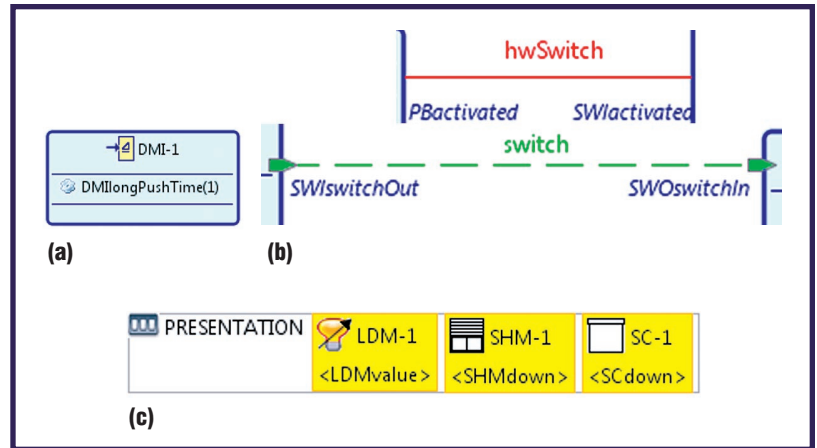 hwSwitch
PBactivated SWIactivated
DMI-1
switch
DMIlongPushTime(1)
SWIswitchOut SWOswitchIn
(a) (b)
PRESENTATION LDM-1 SHM-1 SC-1
<LDMvalue> <SHMdown> <SCdown>
(c)